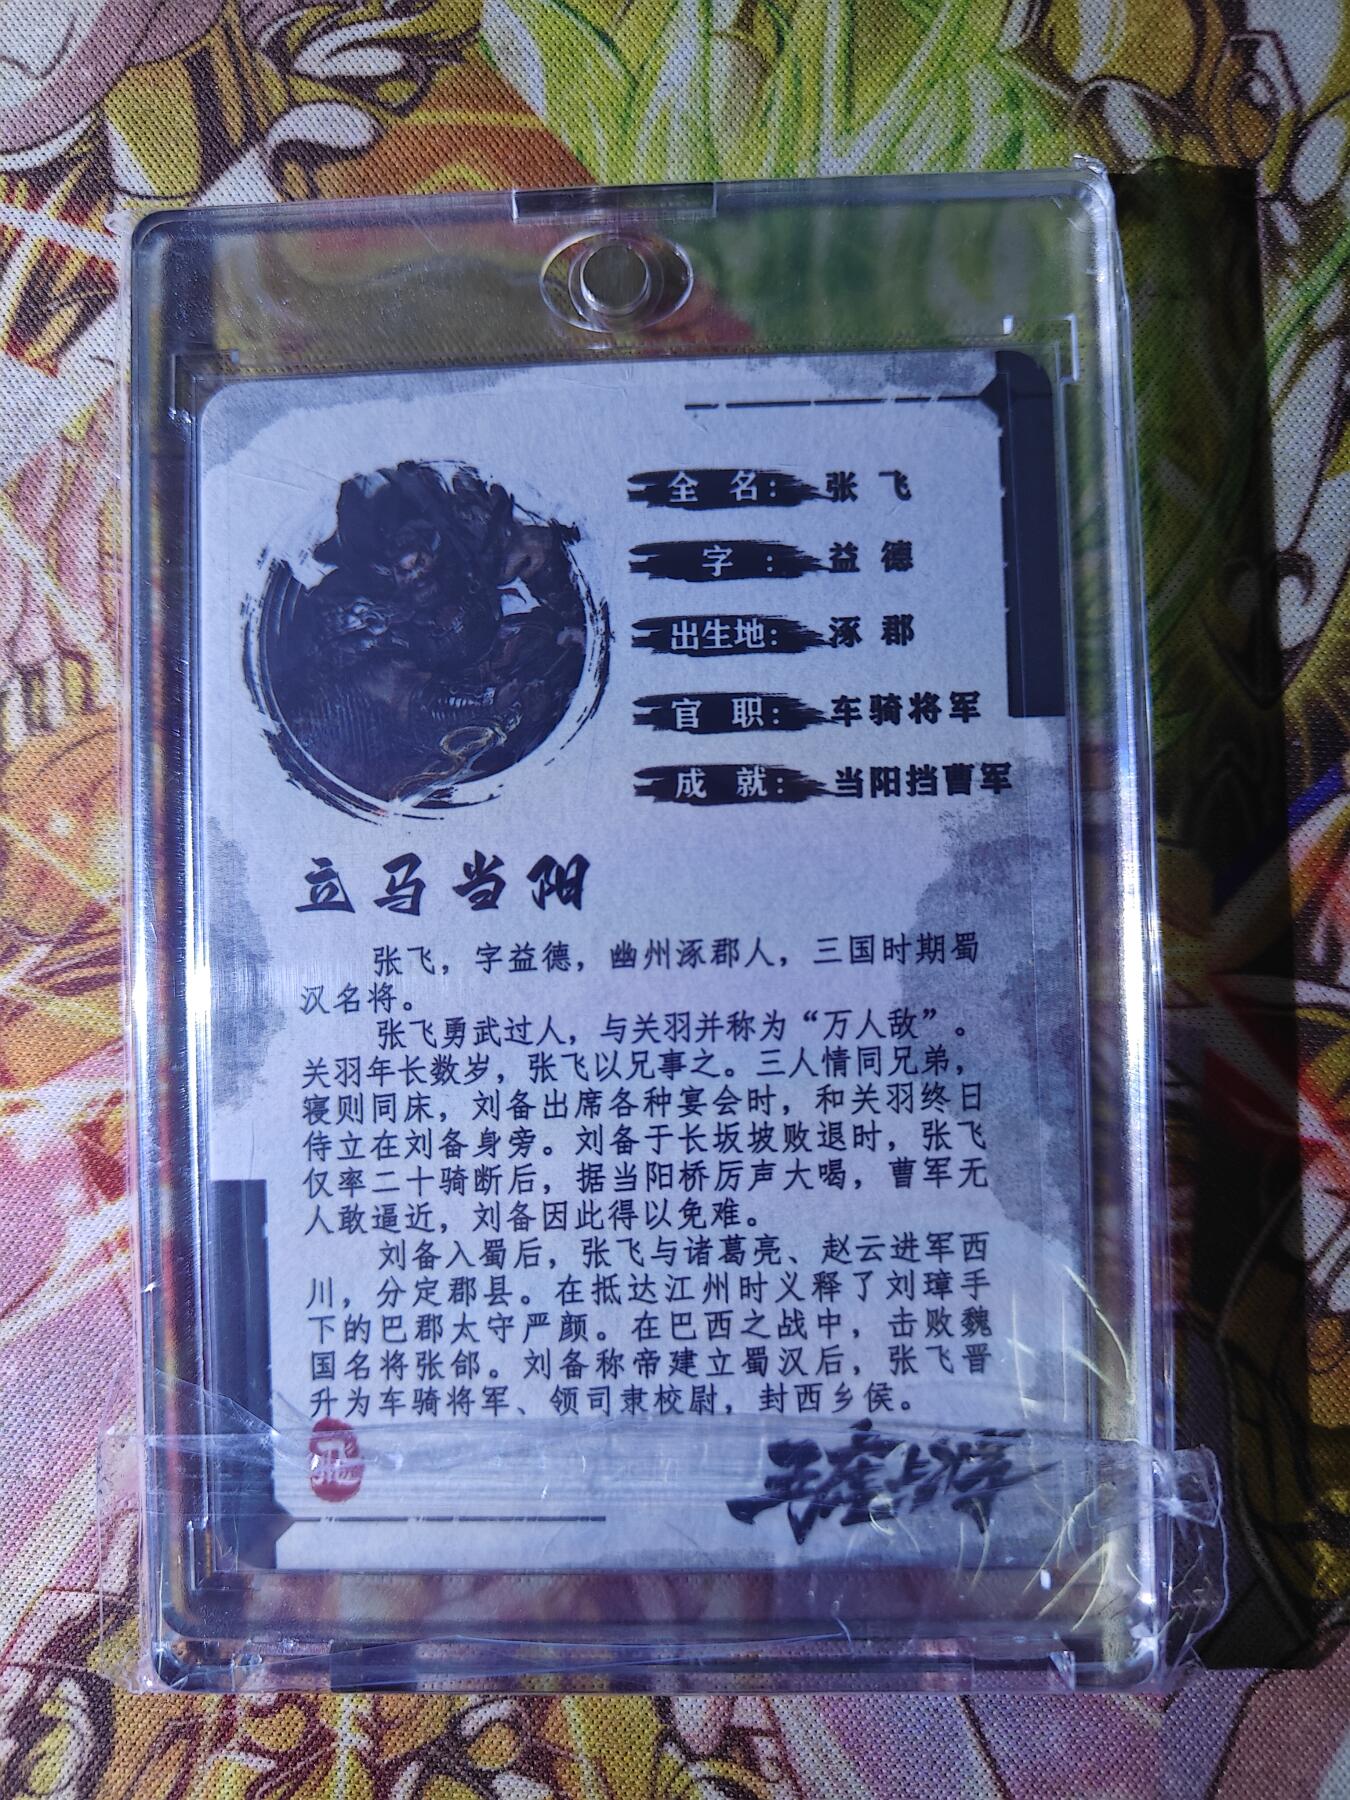 全 名： 张 飞
字 ： 益 德
出生地： 涿 郡
官 职： 车骑将军
成 就： 当阳挡曹军
立马当阳
张飞，字益德，幽州涿郡人，三国时期蜀
汉名将。
张飞勇武过人，与关羽并称为“万人敌”。
关羽年长数岁，张飞以兄事之。三人情同兄弟，
寝则同床，刘备出席各种宴会时，和关羽终日
侍立在刘备身旁。刘备于长坂坡败退时，张飞
仅率二十骑断后，据当阳桥厉声大喝，曹军无
人敢逼近，刘备因此得以免难。
刘备入蜀后，张飞与诸葛亮、赵云进军西
川，分定郡县。在抵达江州时义释了刘璋手
下的巴郡太守严颜。在巴西之战中，击败魏
国名将张郃。刘备称帝建立蜀汉后，张飞晋
升为车骑将军、领司隶校尉，封西乡侯。